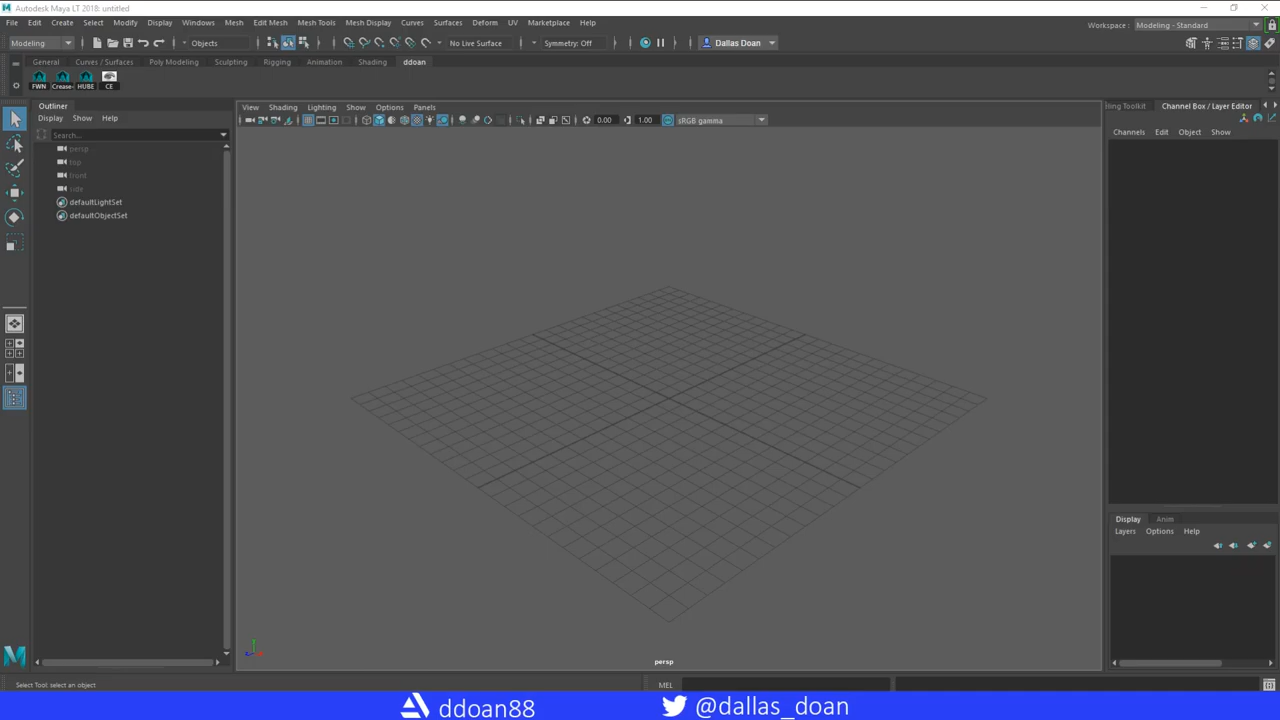 Autodesk Maya LT 2018: untitled
File Edit Create Select Modify Display Windows Mesh Edit Mesh Mesh Tools Mesh Display Curves Surfaces Deform UV Marketplace Help
Workspace : Modeling - Standard
Modeling Objects No Live Surface Symmetry: Off Dallas Doan
General Curves / Surfaces Poly Modeling Sculpting Rigging Animation Shading ddoan
FWN Crease- HUBE CE
Outliner
Display Show Help
Search...
persp
top
front
side
defaultLightSet
defaultObjectSet
View Shading Lighting Show Options Panels
0.00 1.00 sRGB gamma
persp
ling Toolkit Channel Box / Layer Editor
Channels Edit Object Show
Display Anim
Layers Options Help
Select Tool: select an object
MEL
ddoan88
@dallas_doan